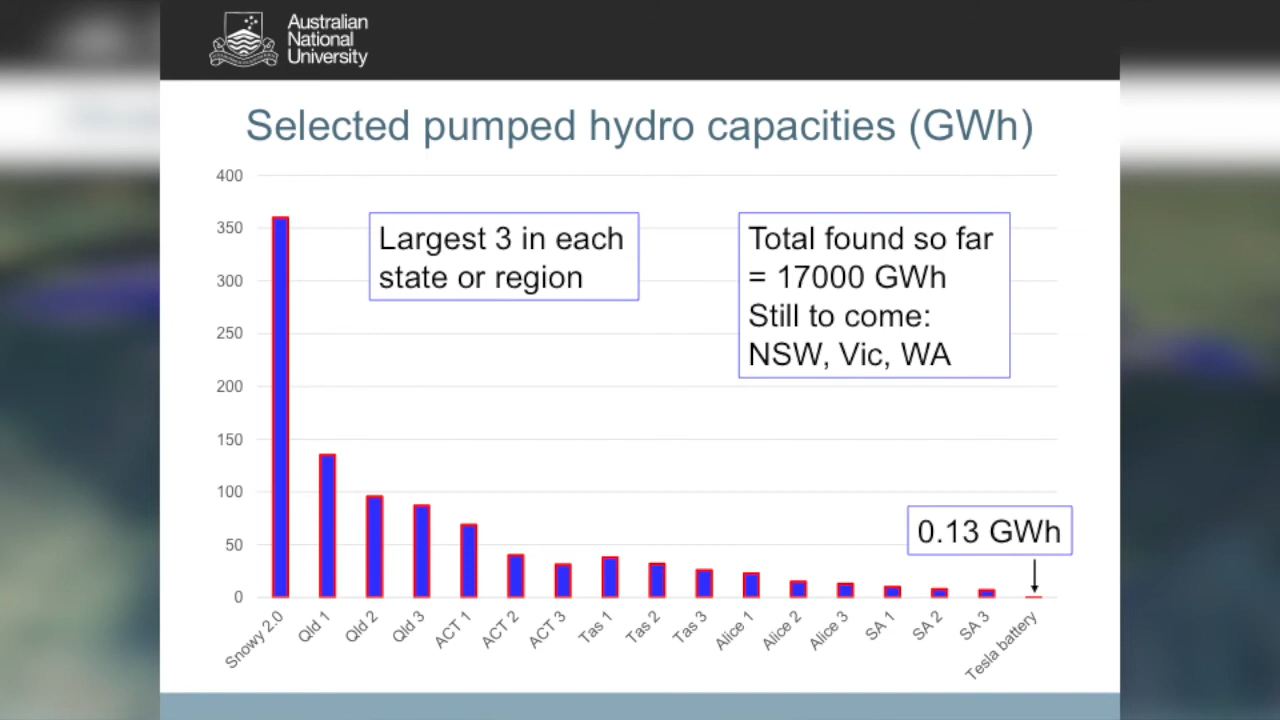 Australian
National
University
Selected pumped hydro capacities (GWh)
400
350
300
250
200
150
100
50
0
Largest 3 in each
state or region
Total found so far
= 17000 GWh
Still to come:
NSW, Vic, WA
0.13 GWh
Snowy 2.0
Qld 1
Qld 2
Qld 3
ACT 1
ACT 2
ACT 3
Tas 1
Tas 2
Tas 3
Alice 1
Alice 2
Alice 3
SA 1
SA 2
SA 3
Tesla battery